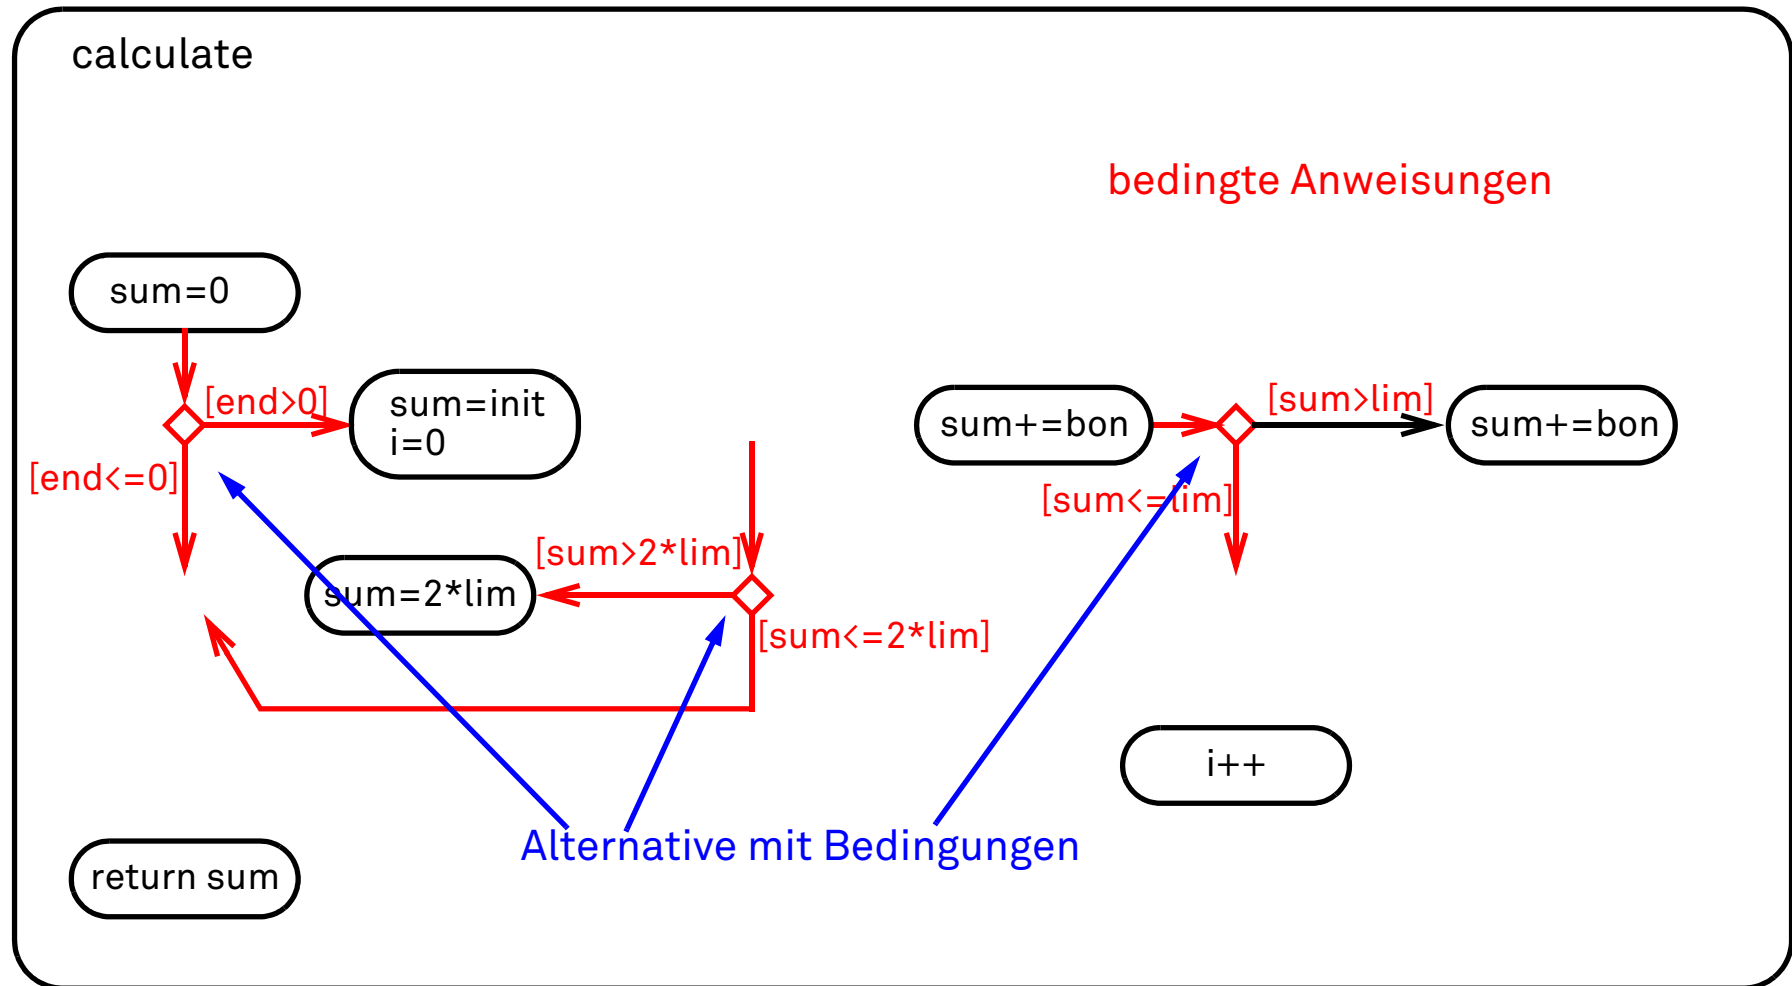 calculate
bedingte Anweisungen
sum=0
[end>0]
sum=init
i=0
[end<=0]
sum+=bon
[sum>lim]
sum+=bon
[sum<=lim]
[sum>2*lim]
sum=2*lim
[sum<=2*lim]
i++
Alternative mit Bedingungen
return sum